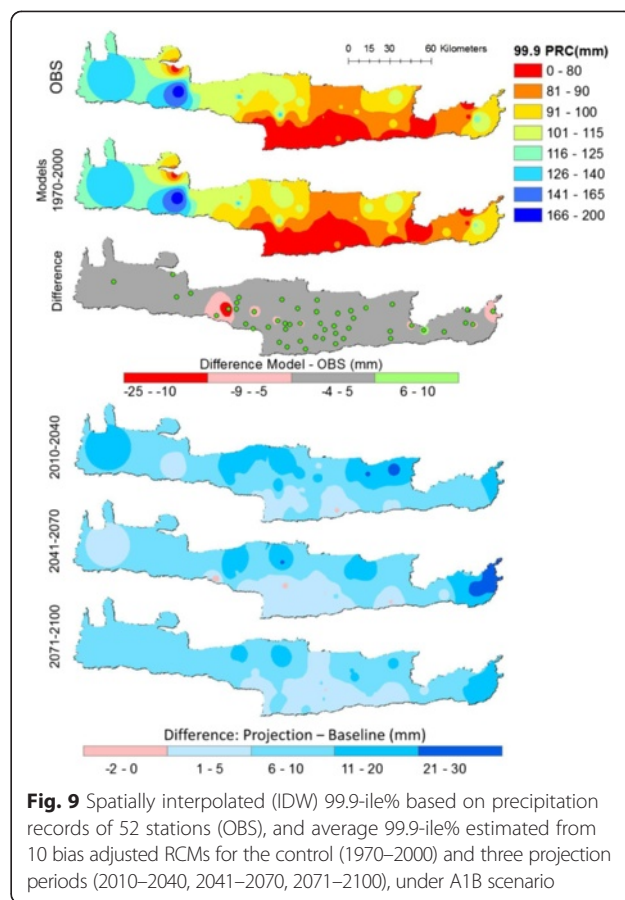 OBS
0 15 30 60 Kilometers
99.9 PRC(mm)
0 - 80
81 - 90
91 - 100
101 - 115
116 - 125
126 - 140
141 - 165
166 - 200
Models
1970-2000
Difference
Difference Model - OBS (mm)
-25 - -10
-9 - -5
-4 - 5
6 - 10
2010-2040
2041-2070
2071-2100
Difference: Projection – Baseline (mm)
-2 - 0
1 - 5
6 - 10
11 - 20
21 - 30
Fig. 9 Spatially interpolated (IDW) 99.9-ile% based on precipitation
records of 52 stations (OBS), and average 99.9-ile% estimated from
10 bias adjusted RCMs for the control (1970–2000) and three projection
periods (2010–2040, 2041–2070, 2071–2100), under A1B scenario